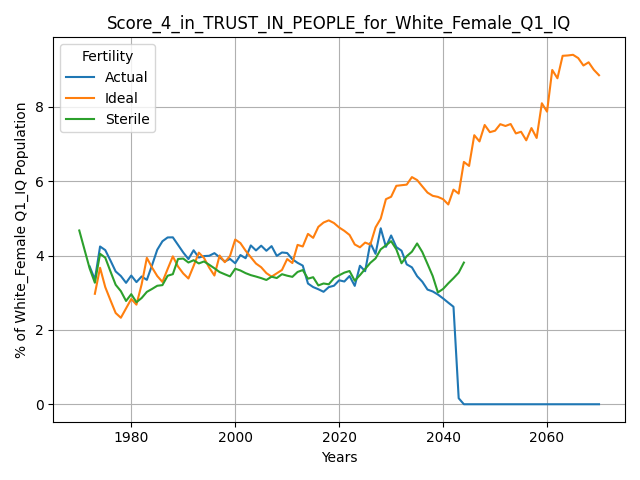 Score_4_in_TRUST_IN_PEOPLE_for_White_Female_Q1_IQ
Fertility
Actual
Ideal
Sterile
% of White_Female Q1_IQ Population
8
6
4
2
0
1980 2000 2020 2040 2060
Years